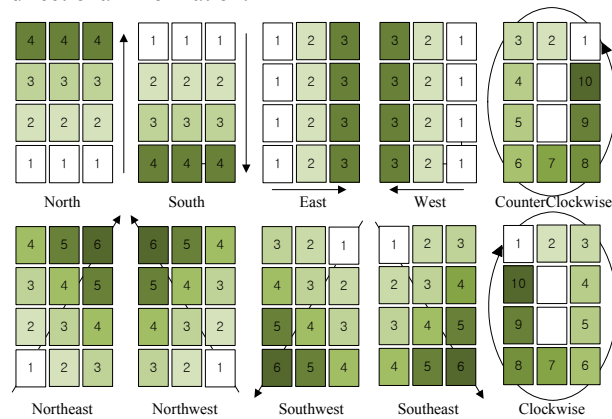 4 4 4 1 1 1 1 2 3 3 2 1 3 2 1
3 3 3 2 2 2 1 2 3 3 2 1 4 10
2 2 2 3 3 3 1 2 3 3 2 1 5 9
1 1 1 4 4 4 1 2 3 3 2 1 6 7 8
North South East West CounterClockwise
4 5 6 6 5 4 3 2 1 1 2 3 1 2 3
3 4 5 5 4 3 4 3 2 2 3 4 10 4
2 3 4 4 3 2 5 4 3 3 4 5 9 5
1 2 3 3 2 1 6 5 4 4 5 6 8 7 6
Northeast Northwest Southwest Southeast Clockwise